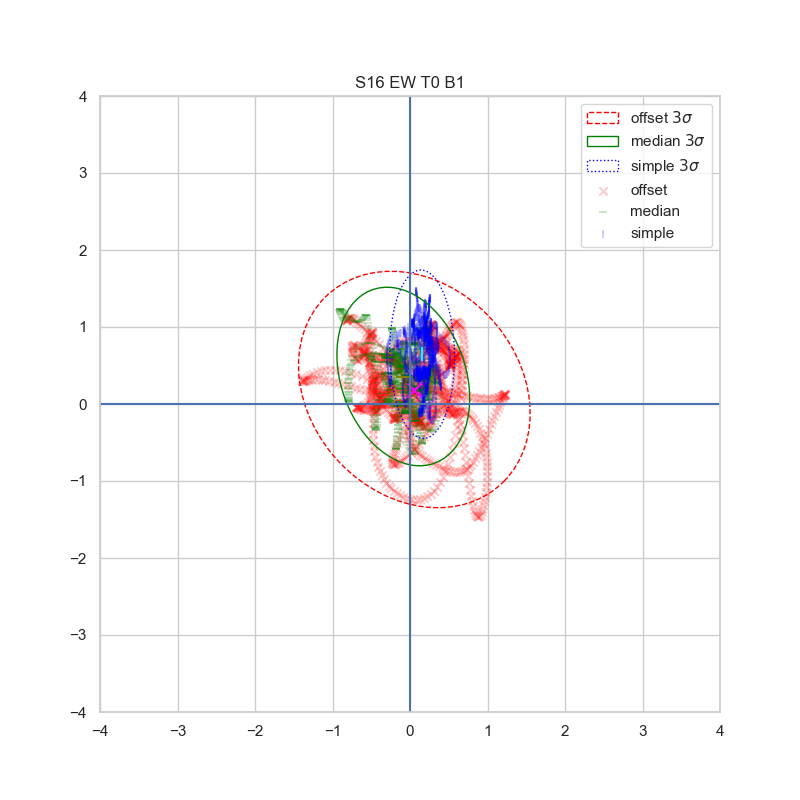 S16 EW T0 B1
offset 3σ
median 3σ
simple 3σ
offset
median
simple
4
3
2
1
0
−1
−2
−3
−4
−4 −3 −2 −1 0 1 2 3 4